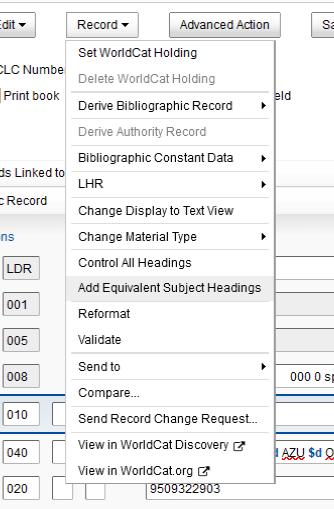 Edit Record Advanced Action
Set WorldCat Holding
CLC Number
Delete WorldCat Holding
Print book
Derive Bibliographic Record
eld
Derive Authority Record
Bibliographic Constant Data
ds Linked to
LHR
c Record
Change Display to Text View
Change Material Type
ns
Control All Headings
LDR
Add Equivalent Subject Headings
001
Reformat
005
Validate
Send to
008
000 0 sp
Compare...
010
Send Record Change Request...
View in WorldCat Discovery
040
AZU $d
View in WorldCat.org
020
9509322903